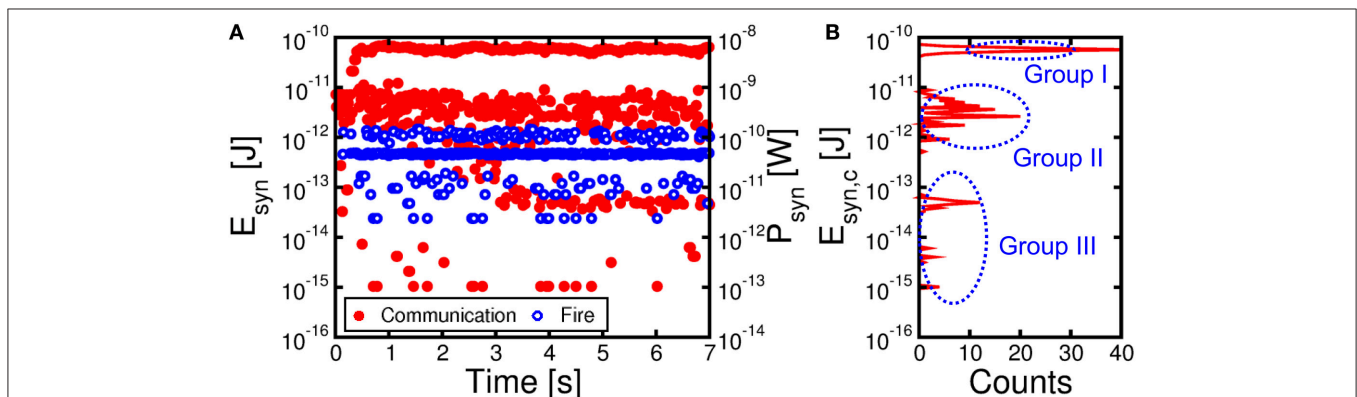 A
E_syn [J]
10^-10
10^-11
10^-12
10^-13
10^-14
10^-15
10^-16
Communication
Fire
0 1 2 3 4 5 6 7
Time [s]
10^-8
10^-9
10^-10
10^-11
10^-12
10^-13
10^-14
P_syn [W]
B
E_syn,c [J]
10^-10
10^-11
10^-12
10^-13
10^-14
10^-15
10^-16
Group I
Group II
Group III
0 10 20 30 40
Counts